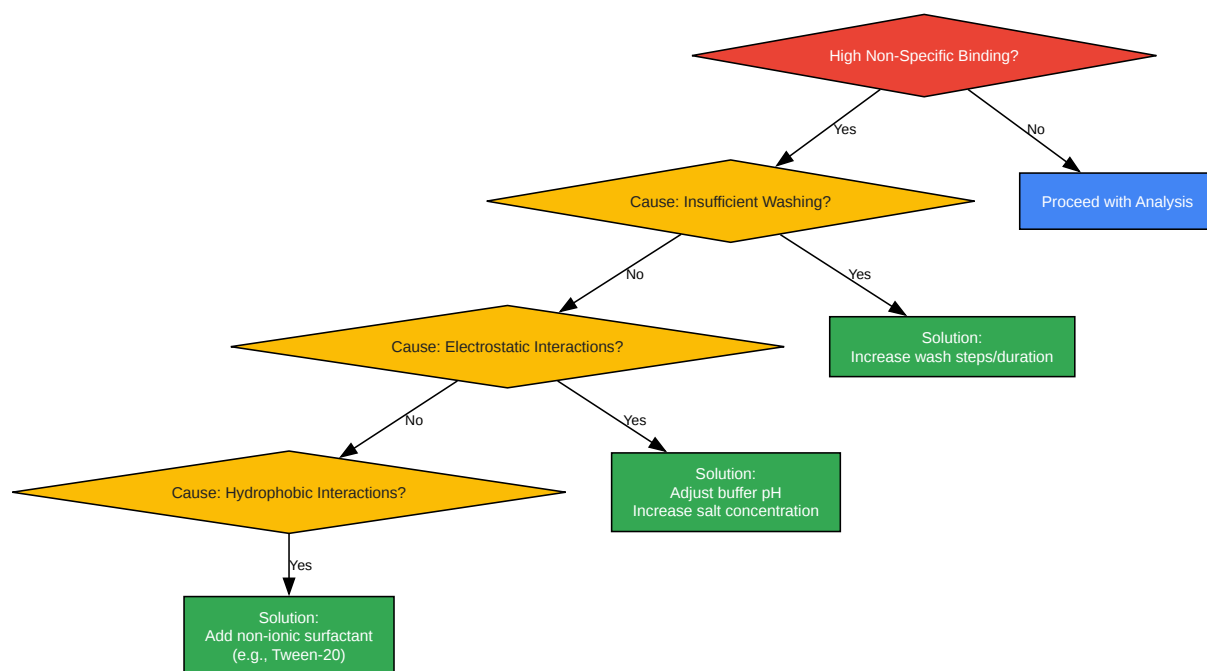 High Non-Specific Binding?
Yes
No
Cause: Insufficient Washing?
Proceed with Analysis
No
Yes
Cause: Electrostatic Interactions?
Solution:
Increase wash steps/duration
No
Yes
Cause: Hydrophobic Interactions?
Solution:
Adjust buffer pH
Increase salt concentration
Yes
Solution:
Add non-ionic surfactant
(e.g., Tween-20)